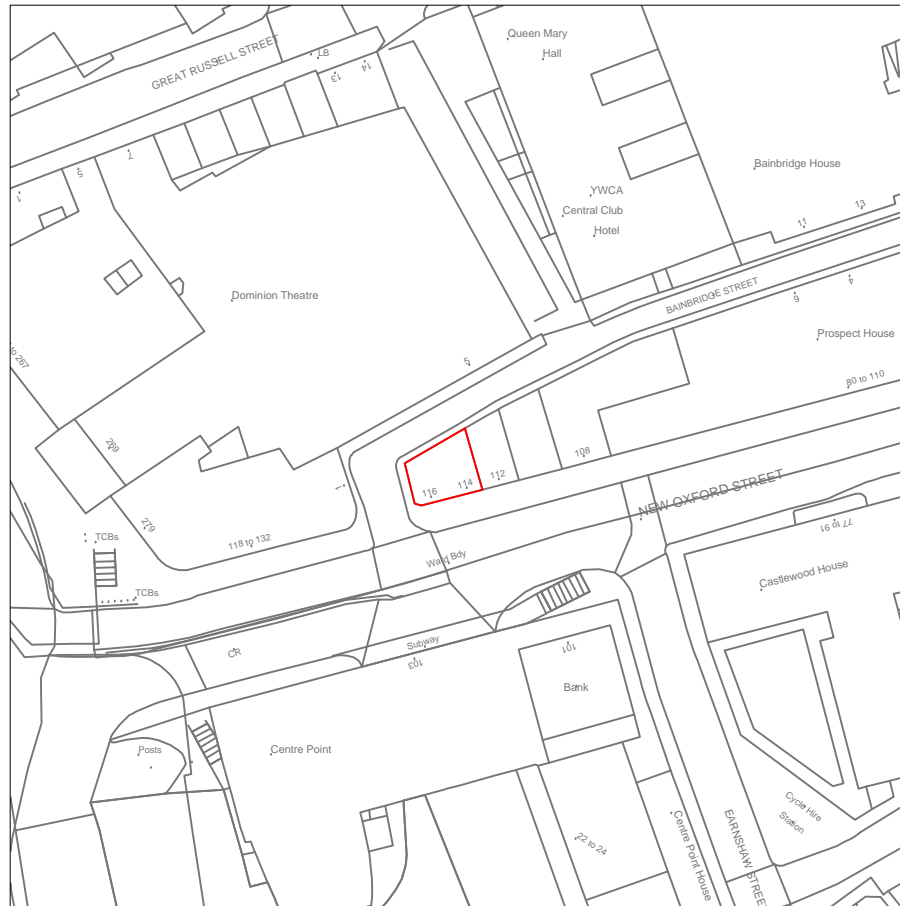 Queen Mary
Hall
GREAT RUSSELL STREET
LB
13
14
7
5
1
Bainbridge House
YWCA
Central Club
Hotel
11
13
BAINBRIDGE STREET
9
4
Dominion Theatre
Prospect House
to 267
5
80 to 110
269
108
112
114
116
1
NEW OXFORD STREET
279
118 to 132
77 to 91
TCBs
Ward Bdy
Castlewood House
TCBs
Subway
CR
103
101
Bank
Posts
Centre Point
Cycle Hire
Station
22 to 24
Centre Point House
EARNSHAW STREET